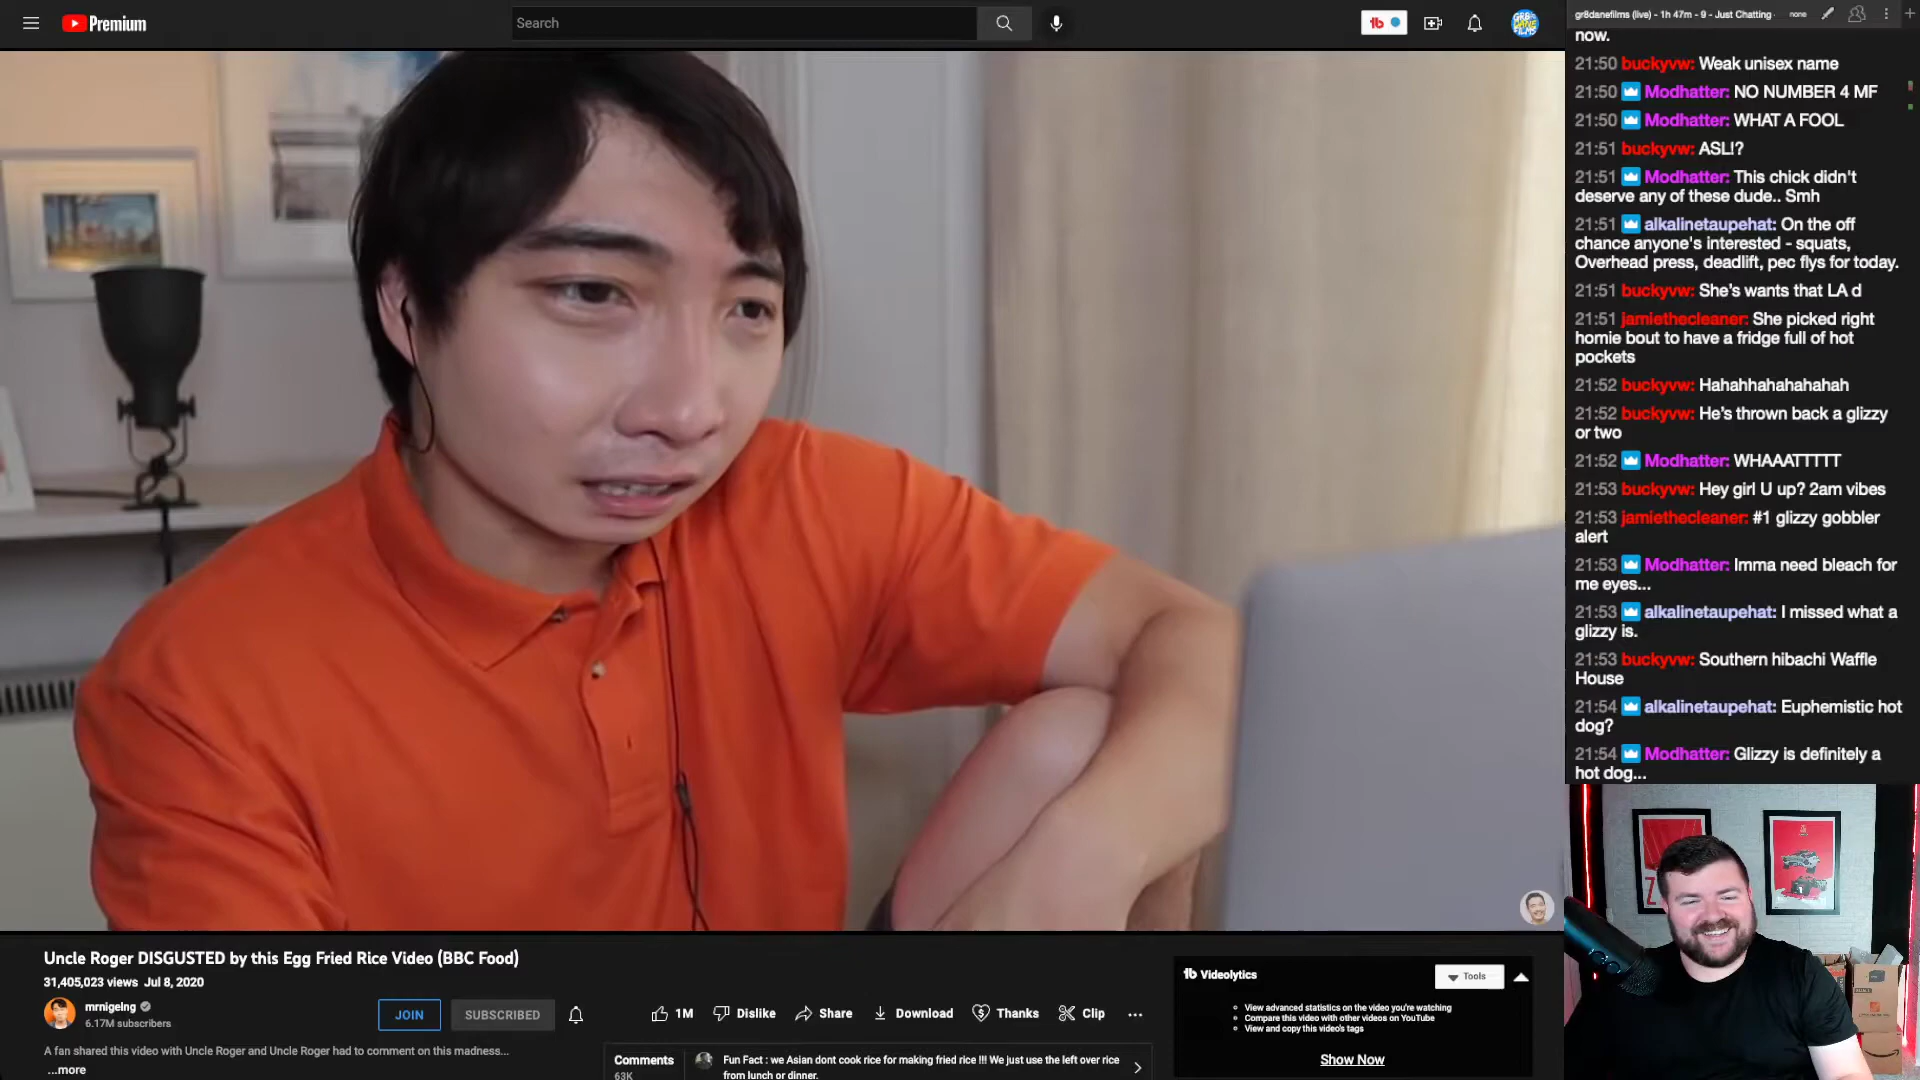 Premium
Search
gr8danefilms (live) - 1h 47m - 9 - Just Chatting
none
now.
21:50 buckyvw: Weak unisex name
21:50 Modhatter: NO NUMBER 4 MF
21:50 Modhatter: WHAT A FOOL
21:51 buckyvw: ASL!?
21:51 Modhatter: This chick didn't
deserve any of these dude.. Smh
21:51 alkalinetaupehat: On the off
chance anyone's interested - squats,
Overhead press, deadlift, pec flys for today.
21:51 buckyvw: She's wants that LA d
21:51 jamiethecleaner: She picked right
homie bout to have a fridge full of hot
pockets
21:52 buckyvw: Hahahhahahahahah
21:52 buckyvw: He's thrown back a glizzy
or two
21:52 Modhatter: WHAAATTTTT
21:53 buckyvw: Hey girl U up? 2am vibes
21:53 jamiethecleaner: #1 glizzy gobbler
alert
21:53 Modhatter: Imma need bleach for
me eyes...
21:53 alkalinetaupehat: I missed what a
glizzy is.
21:53 buckyvw: Southern hibachi Waffle
House
21:54 alkalinetaupehat: Euphemistic hot
dog?
21:54 Modhatter: Glizzy is definitely a
hot dog...
Uncle Roger DISGUSTED by this Egg Fried Rice Video (BBC Food)
31,405,023 views Jul 8, 2020
mrnigelng
6.17M subscribers
JOIN
SUBSCRIBED
1M
Dislike
Share
Download
Thanks
Clip
A fan shared this video with Uncle Roger and Uncle Roger had to comment on this madness...
...more
Comments
63K
Fun Fact : we Asian dont cook rice for making fried rice !!! We just use the left over rice
from lunch or dinner.
tb Videolytics
Tools
View advanced statistics on the video you're watching
Compare this video with other videos on YouTube
View and copy this video's tags
Show Now